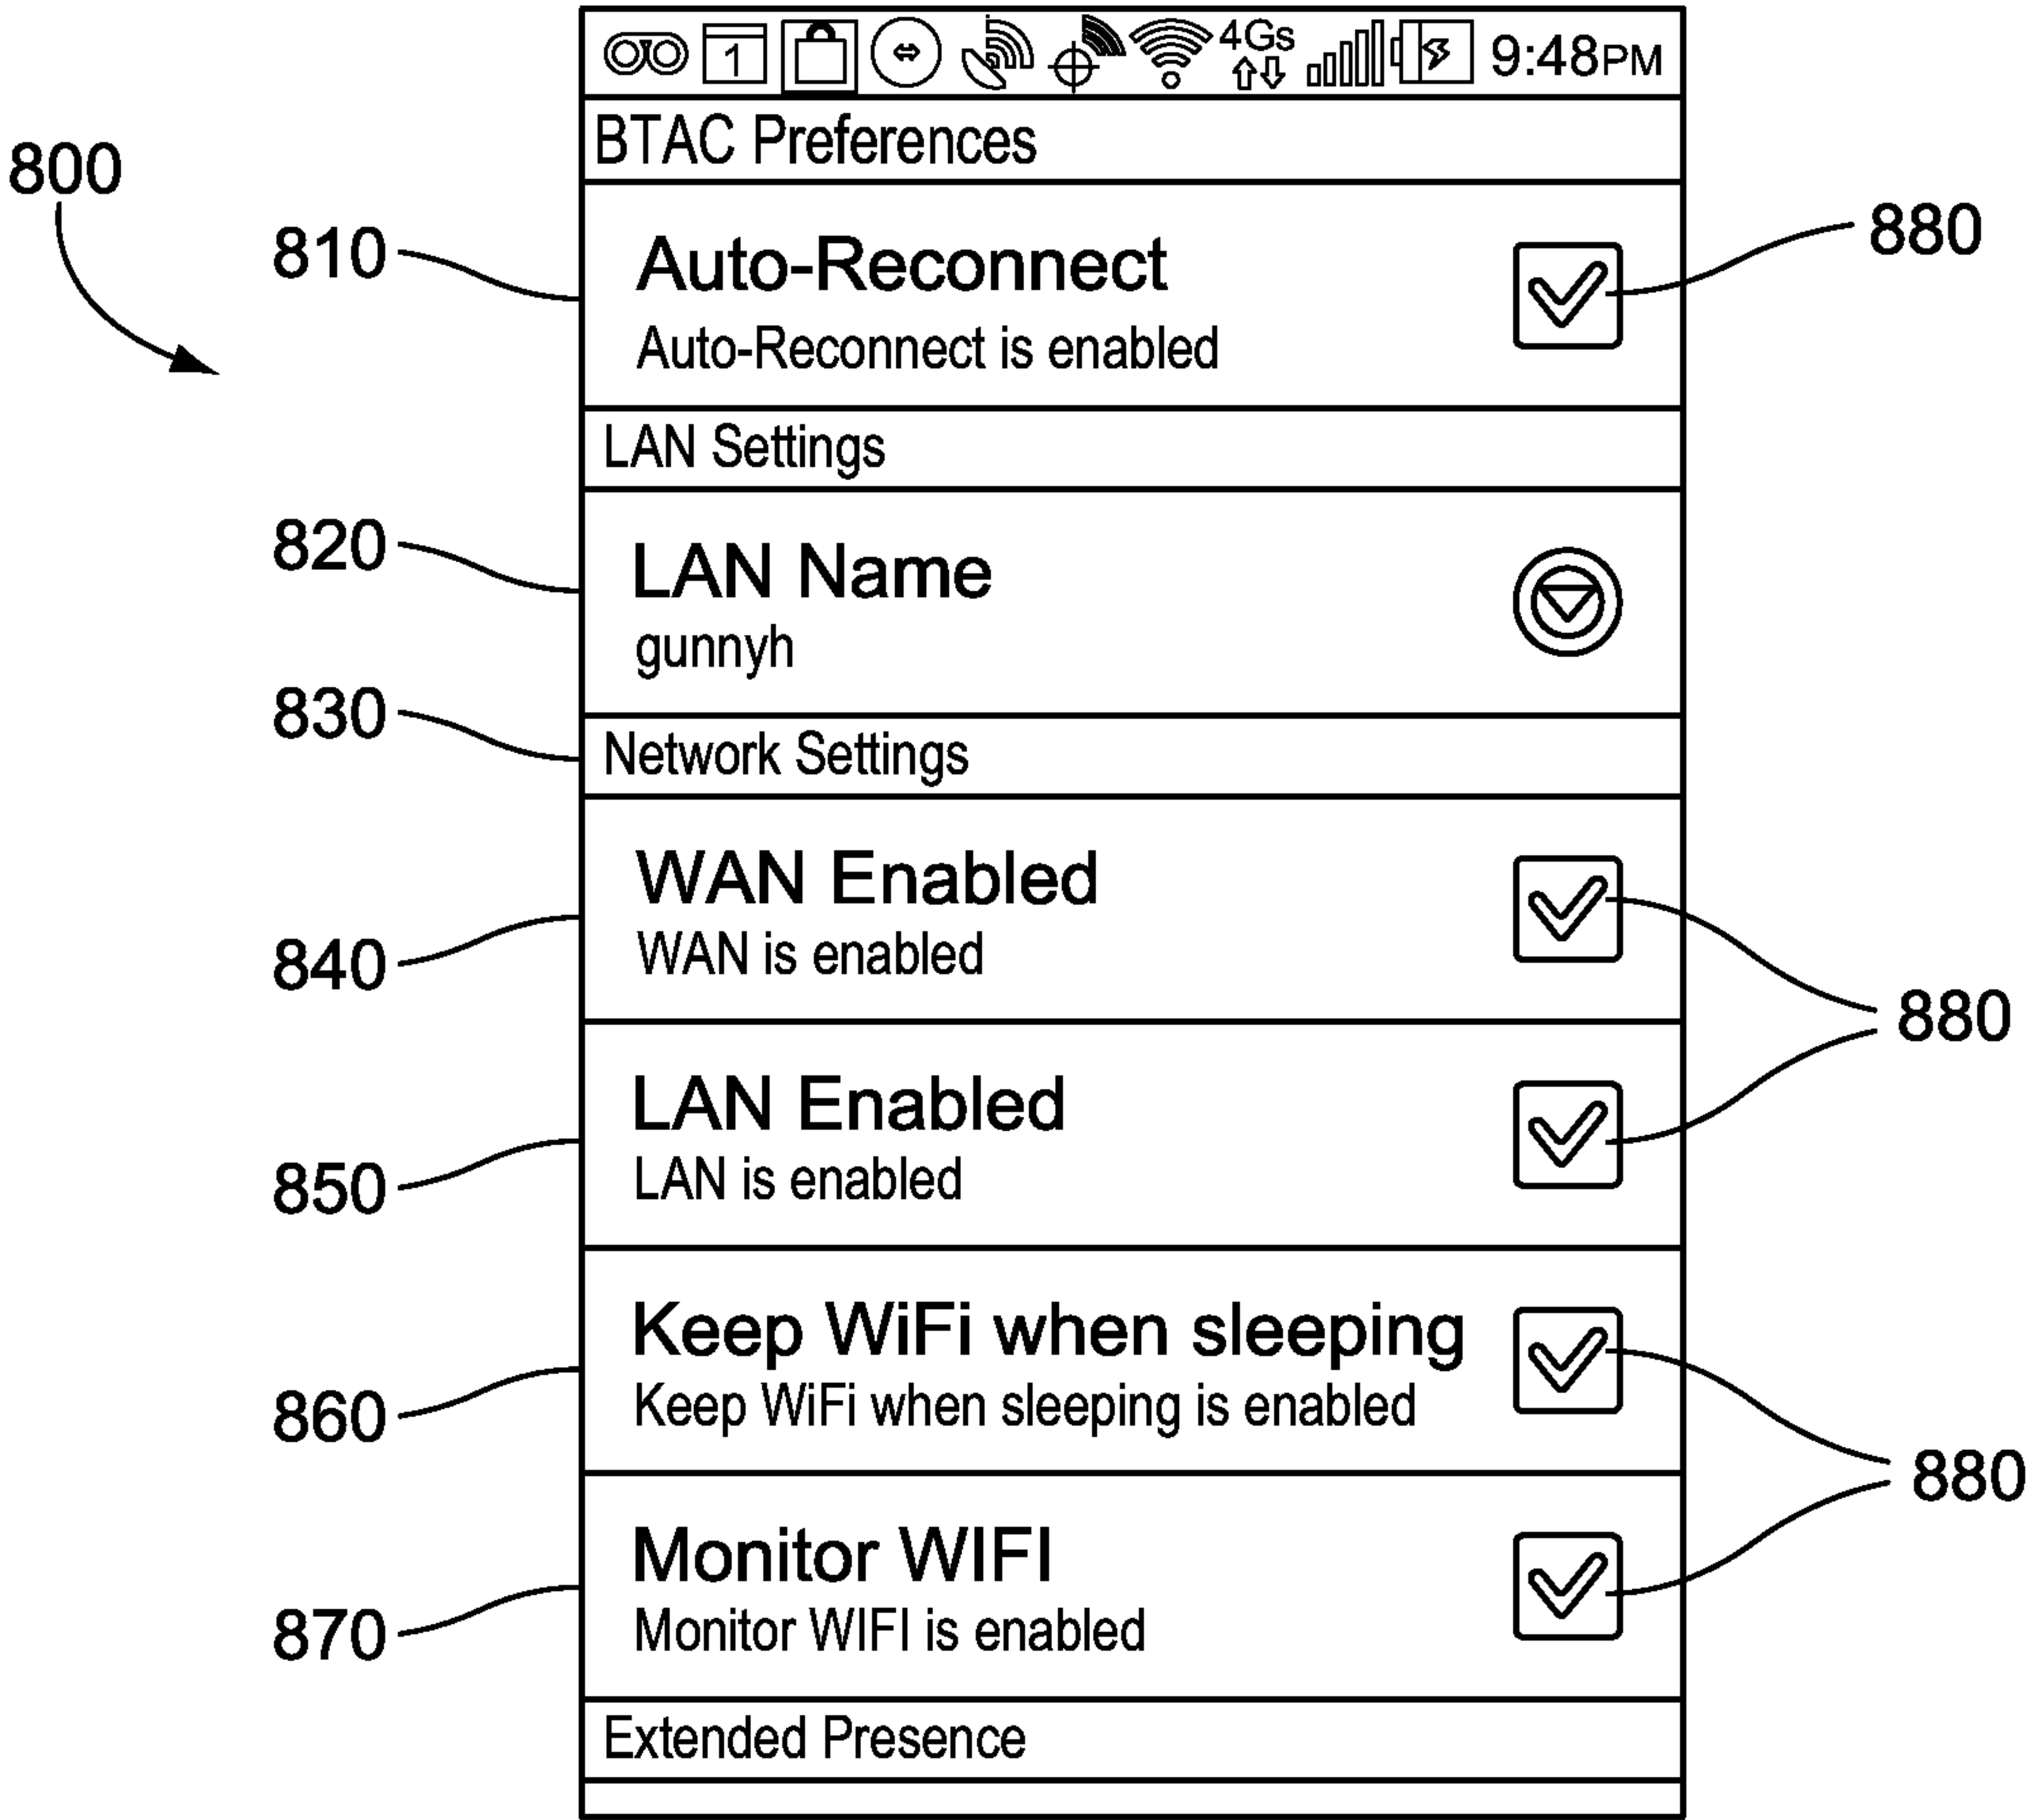 1 4Gs 9:48PM
BTAC Preferences
800
810 Auto-Reconnect 880
Auto-Reconnect is enabled
LAN Settings
820 LAN Name
gunnyh
830 Network Settings
WAN Enabled
840 WAN is enabled
880
LAN Enabled
850 LAN is enabled
Keep WiFi when sleeping
860 Keep WiFi when sleeping is enabled
880
Monitor WIFI
870 Monitor WIFI is enabled
Extended Presence